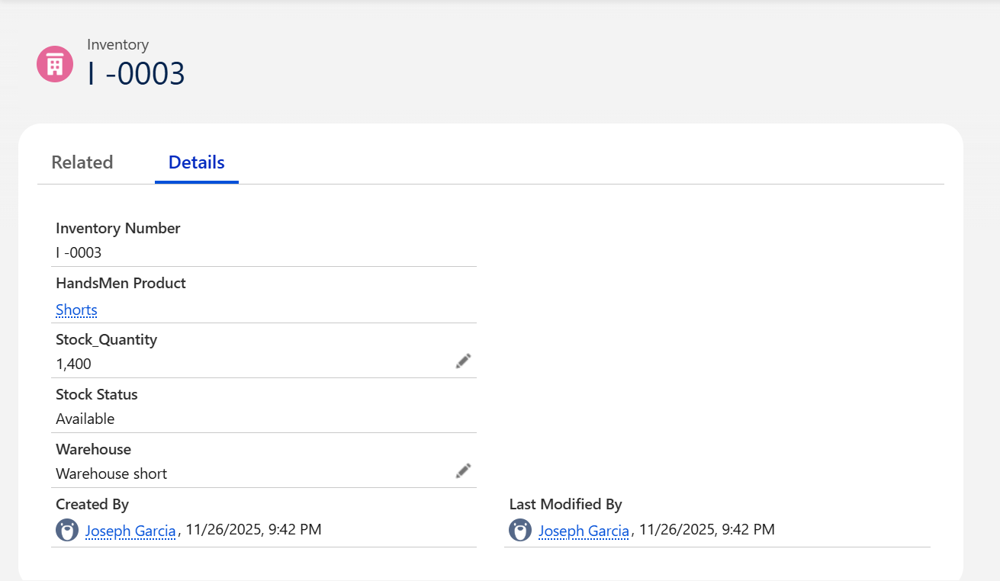 Inventory
I -0003
Related Details
Inventory Number
I -0003
HandsMen Product
Shorts
Stock_Quantity
1,400
Stock Status
Available
Warehouse
Warehouse short
Created By
Joseph Garcia, 11/26/2025, 9:42 PM
Last Modified By
Joseph Garcia, 11/26/2025, 9:42 PM